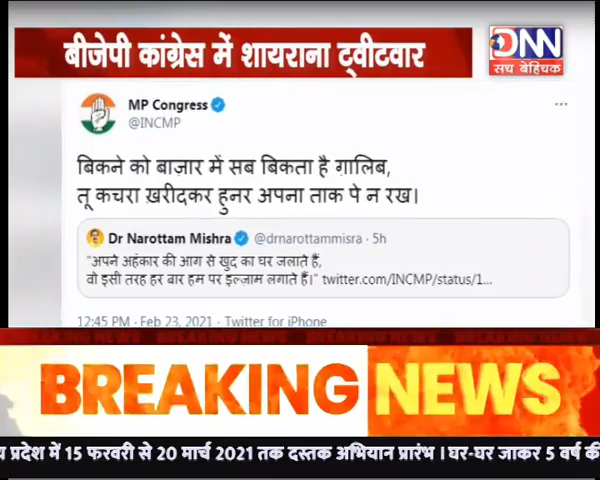 बीजेपी कांग्रेस में शायराना ट्वीटवार
DNN
सच बेहिचक
MP Congress
@INCMP
बिकने को बाज़ार में सब बिकता है ग़ालिब,
तू कचरा ख़रीदकर हुनर अपना ताक पे न रख।
Dr Narottam Mishra @drnarottammisra · 5h
"अपने अहंकार की आग से खुद का घर जलाते हैं,
वो इसी तरह हर बार हम पर इल्ज़ाम लगाते हैं।" twitter.com/INCMP/status/1...
12:45 PM · Feb 23, 2021 · Twitter for iPhone
BREAKING NEWS
प्रदेश में 15 फरवरी से 20 मार्च 2021 तक दस्तक अभियान प्रारंभ । घर-घर जाकर 5 वर्ष की